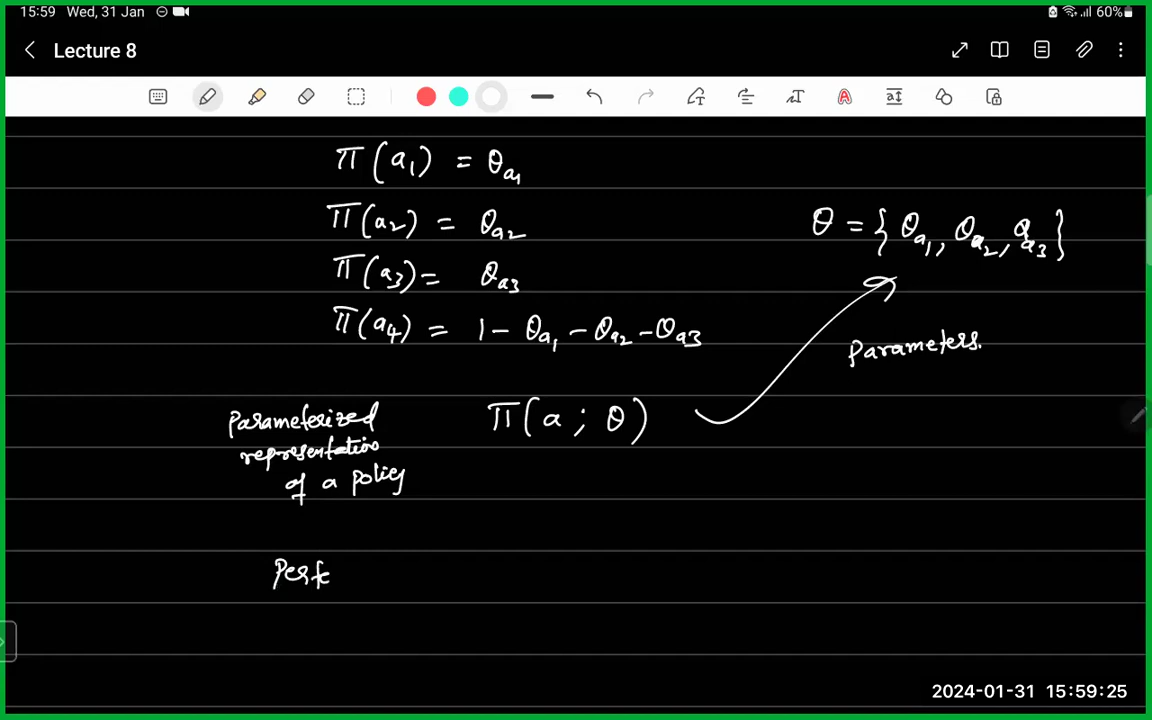 15:59 Wed, 31 Jan
60%
Lecture 8
π(a1) = θa1
π(a2) = θa2
π(a3) = θa3
π(a4) = 1 - θa1 - θa2 - θa3
θ = { θa1, θa2, θa3 }
parameters.
parameterized
representation
of a policy
π(a ; θ)
Perf
2024-01-31 15:59:25